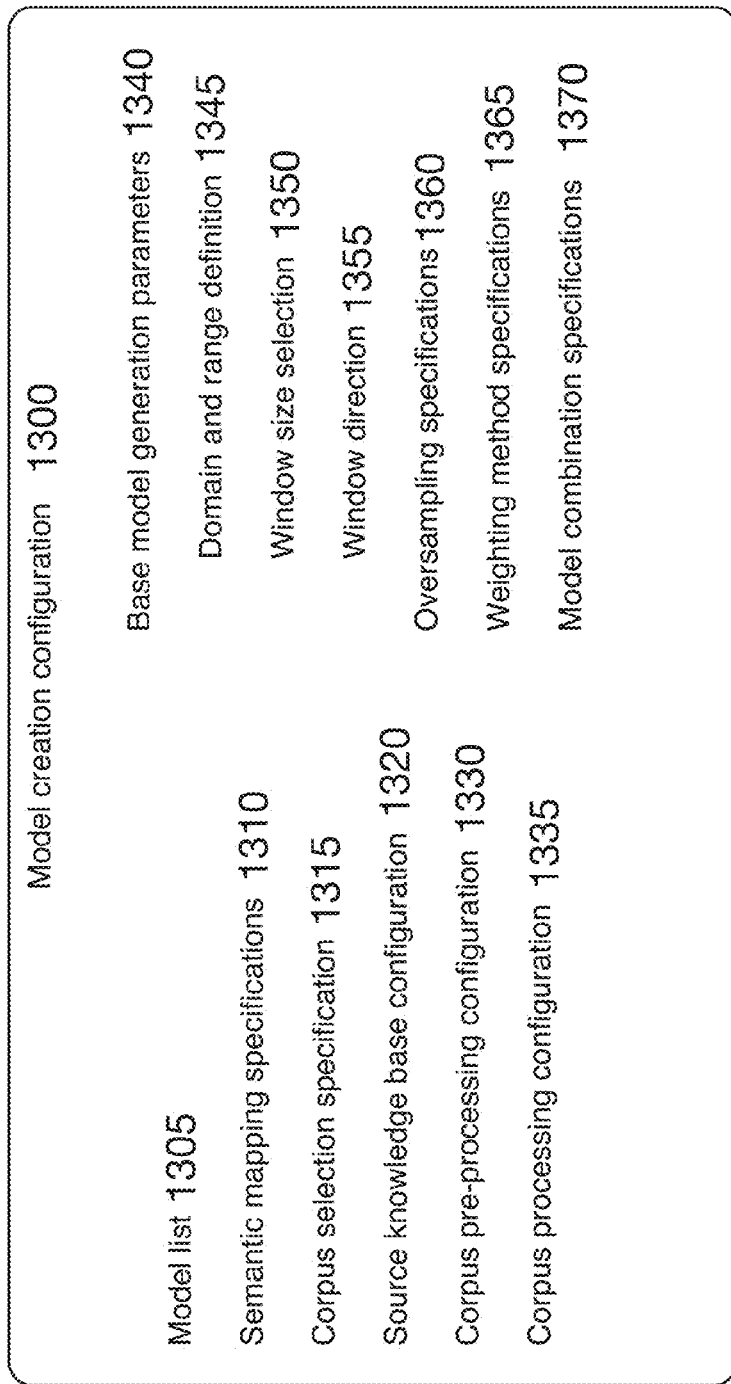 Model creation configuration 1300
Model list 1305
Semantic mapping specifications 1310
Corpus selection specification 1315
Source knowledge base configuration 1320
Corpus pre-processing configuration 1330
Corpus processing configuration 1335
Base model generation parameters 1340
Domain and range definition 1345
Window size selection 1350
Window direction 1355
Oversampling specifications 1360
Weighting method specifications 1365
Model combination specifications 1370